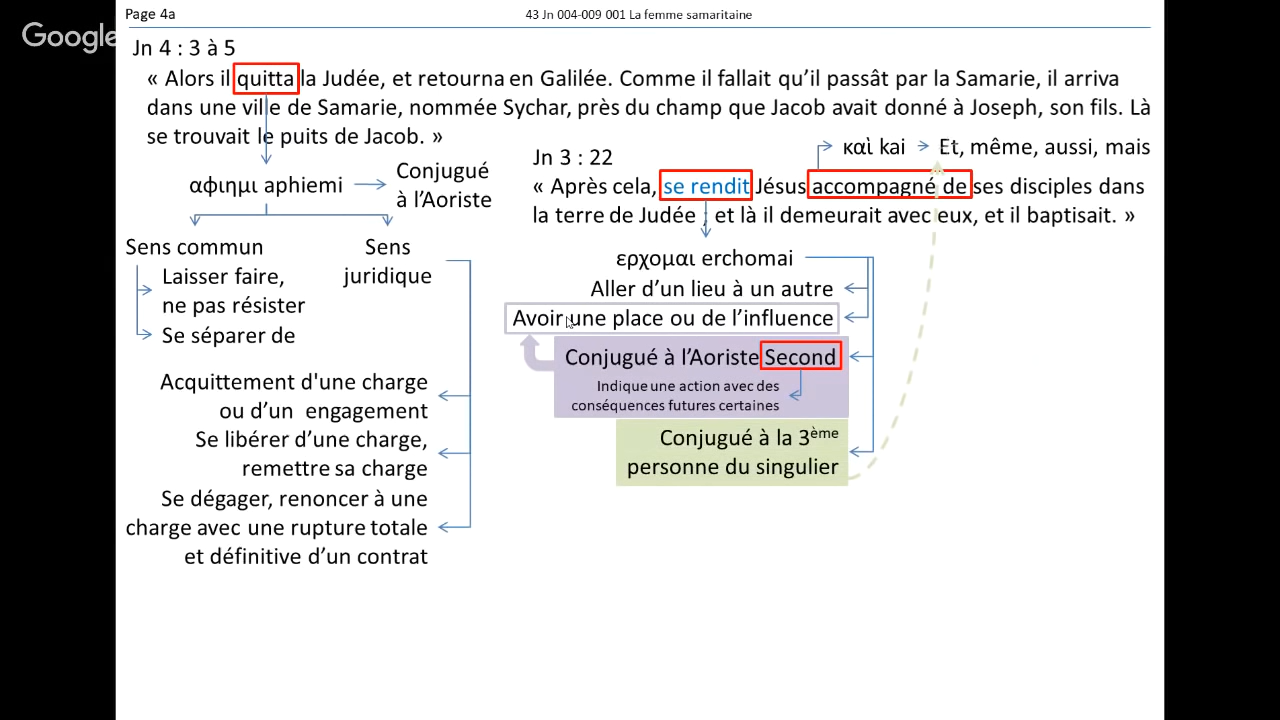 Google
Page 4a
43 Jn 004-009 001 La femme samaritaine
Jn 4 : 3 à 5
« Alors il quitta la Judée, et retourna en Galilée. Comme il fallait qu’il passât par la Samarie, il arriva
dans une ville de Samarie, nommée Sychar, près du champ que Jacob avait donné à Joseph, son fils. Là
se trouvait le puits de Jacob. »
αφιημι aphiemi
Conjugué
à l’Aoriste
Sens commun
Laisser faire,
ne pas résister
Se séparer de
Sens
juridique
Acquittement d'une charge
ou d’un engagement
Se libérer d’une charge,
remettre sa charge
Se dégager, renoncer à une
charge avec une rupture totale
et définitive d’un contrat
Jn 3 : 22
καὶ kai
Et, même, aussi, mais
« Après cela, se rendit Jésus accompagné de ses disciples dans
la terre de Judée ; et là il demeurait avec eux, et il baptisait. »
ερχομαι erchomai
Aller d’un lieu à un autre
Avoir une place ou de l’influence
Conjugué à l’Aoriste Second
Indique une action avec des
conséquences futures certaines
Conjugué à la 3ème
personne du singulier